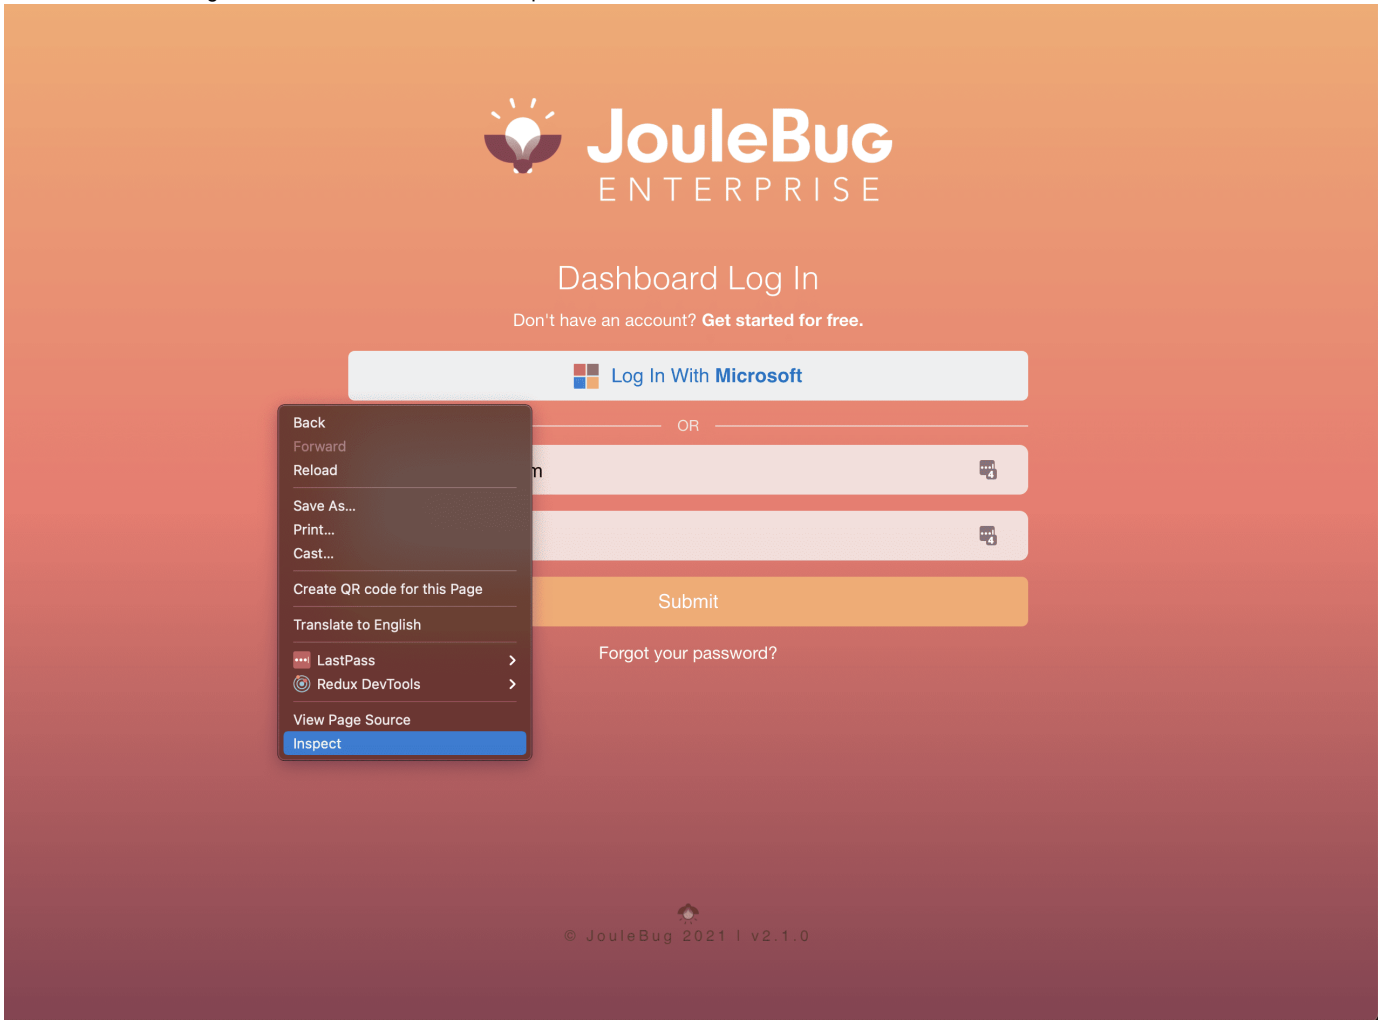 JouleBug
ENTERPRISE
Dashboard Log In
Don't have an account? Get started for free.
Log In With Microsoft
OR
m
Submit
Forgot your password?
Back
Forward
Reload
Save As...
Print...
Cast...
Create QR code for this Page
Translate to English
LastPass
Redux DevTools
View Page Source
Inspect
4
4
© JouleBug 2021 | v2.1.0